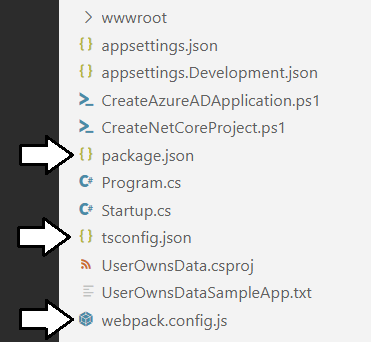 wwwroot
appsettings.json
appsettings.Development.json
CreateAzureADApplication.ps1
CreateNetCoreProject.ps1
package.json
Program.cs
Startup.cs
tsconfig.json
UserOwnsData.csproj
UserOwnsDataSampleApp.txt
webpack.config.js